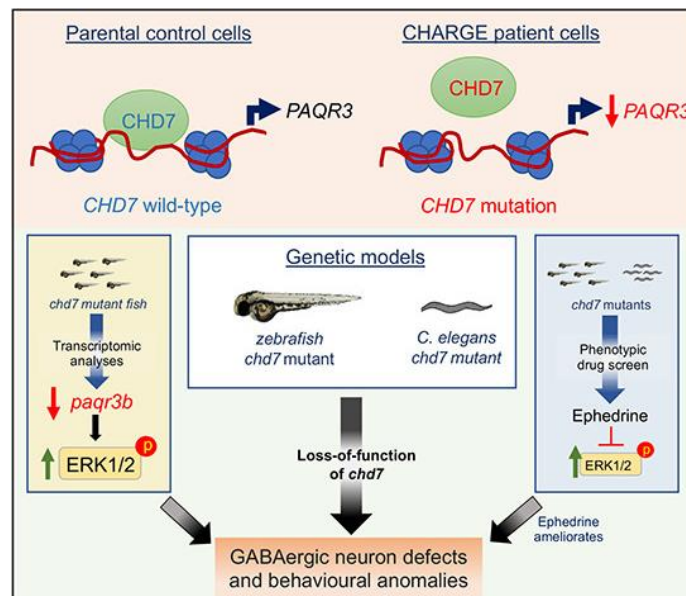 Parental control cells
CHARGE patient cells
CHD7
PAQR3
CHD7
PAQR3
CHD7 wild-type
CHD7 mutation
chd7 mutant fish
Transcriptomic
analyses
paqr3b
P
ERK1/2
Genetic models
zebrafish
chd7 mutant
C. elegans
chd7 mutant
Loss-of-function
of chd7
chd7 mutants
Phenotypic
drug screen
Ephedrine
P
ERK1/2
Ephedrine
ameliorates
GABAergic neuron defects
and behavioural anomalies